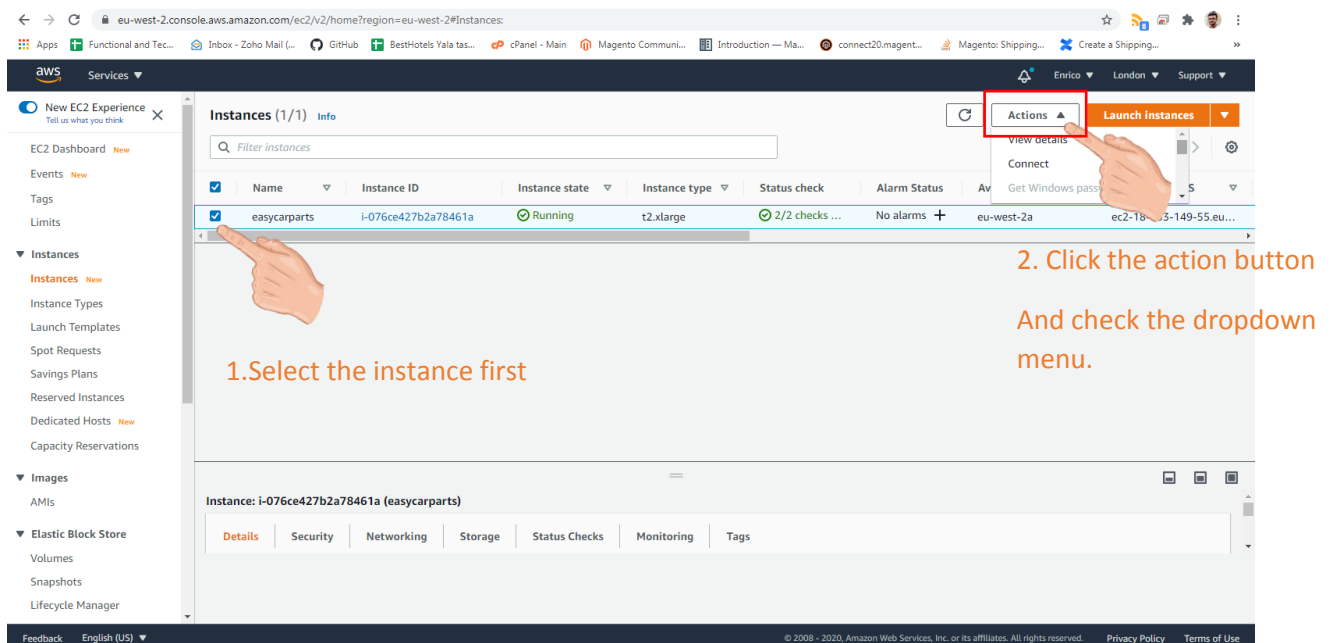 eu-west-2.console.aws.amazon.com/ec2/v2/home?region=eu-west-2#Instances:
Apps Functional and Tec... Inbox - Zoho Mail (... GitHub BestHotels Yala tas... cPanel - Main Magento Communi... Introduction — Ma... connect20.magent... Magento: Shipping... Create a Shipping... »
aws Services ▼ Enrico ▼ London ▼ Support ▼
New EC2 Experience
Tell us what you think
EC2 Dashboard New
Events New
Tags
Limits
▼ Instances
Instances New
Instance Types
Launch Templates
Spot Requests
Savings Plans
Reserved Instances
Dedicated Hosts New
Capacity Reservations
▼ Images
AMIs
▼ Elastic Block Store
Volumes
Snapshots
Lifecycle Manager
Instances (1/1) Info
Actions ▲ Launch instances ▼
Filter instances
View details
Connect
Get Windows
Name Instance ID Instance state Instance type Status check Alarm Status
easycarparts i-076ce427b2a78461a Running t2.xlarge 2/2 checks ... No alarms + eu-west-2a
1.Select the instance first
2. Click the action button
And check the dropdown
menu.
Instance: i-076ce427b2a78461a (easycarparts)
Details Security Networking Storage Status Checks Monitoring Tags
Feedback English (US) ▼ © 2008 - 2020, Amazon Web Services, Inc. or its affiliates. All rights reserved. Privacy Policy Terms of Use